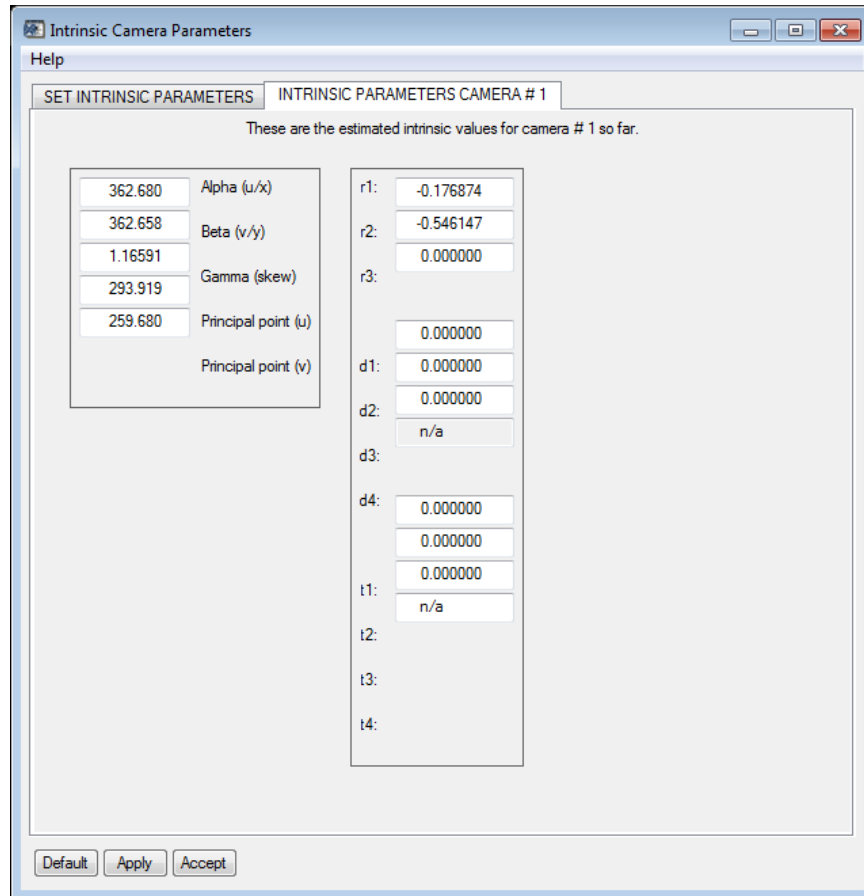 Intrinsic Camera Parameters
Help
SET INTRINSIC PARAMETERS INTRINSIC PARAMETERS CAMERA # 1
These are the estimated intrinsic values for camera # 1 so far.
362.680 Alpha (u/x)
362.658 Beta (v/y)
1.16591 Gamma (skew)
293.919 Principal point (u)
259.680 Principal point (v)
r1: -0.176874
r2: -0.546147
r3: 0.000000
d1: 0.000000
d2: 0.000000
d3: 0.000000
d4: n/a
t1: 0.000000
t2: 0.000000
t3: 0.000000
t4: n/a
Default Apply Accept